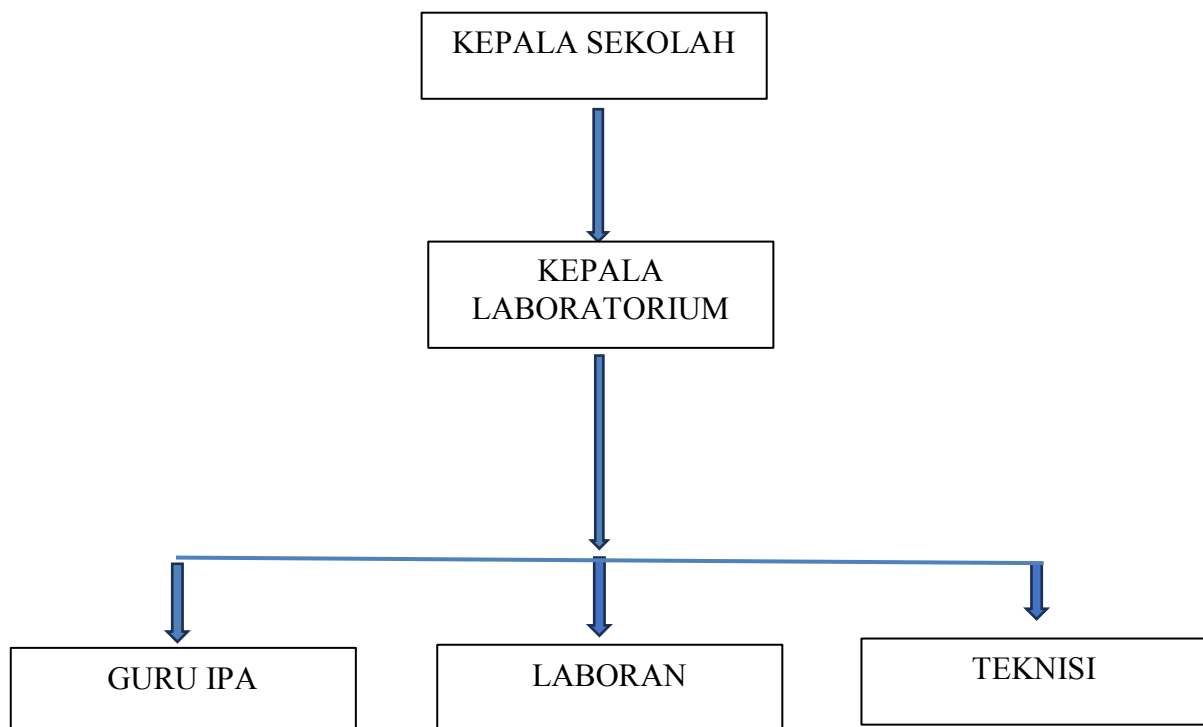 KEPALA SEKOLAH
KEPALA
LABORATORIUM
GURU IPA
LABORAN
TEKNISI